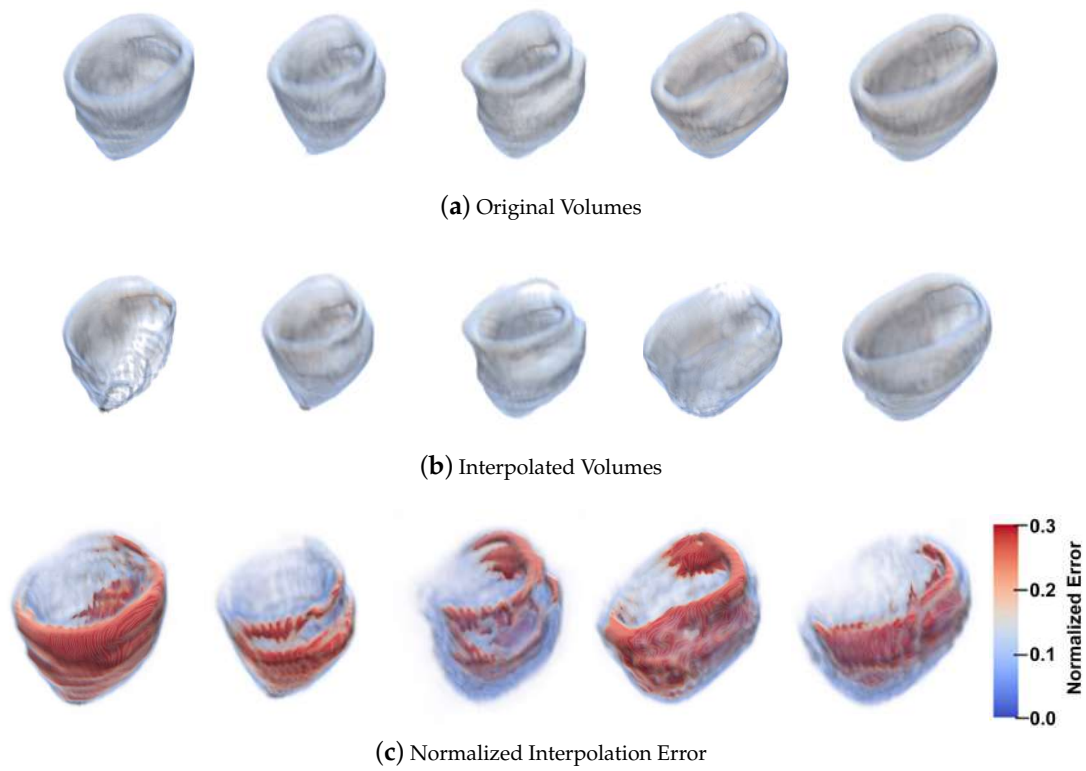 (a) Original Volumes
(b) Interpolated Volumes
0.3
0.2
0.1
0.0
Normalized Error
(c) Normalized Interpolation Error